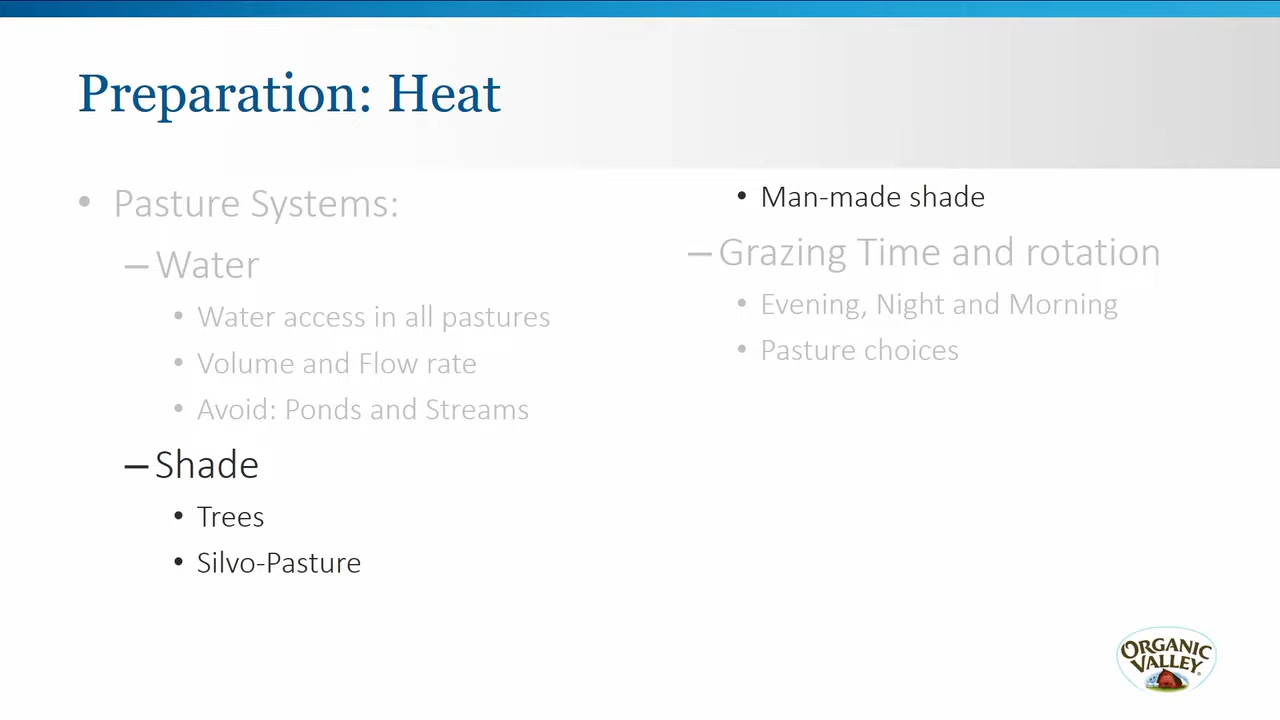 Preparation: Heat
• Pasture Systems:
– Water
• Water access in all pastures
• Volume and Flow rate
• Avoid: Ponds and Streams
– Shade
• Trees
• Silvo-Pasture
• Man-made shade
– Grazing Time and rotation
• Evening, Night and Morning
• Pasture choices
ORGANIC
VALLEY®